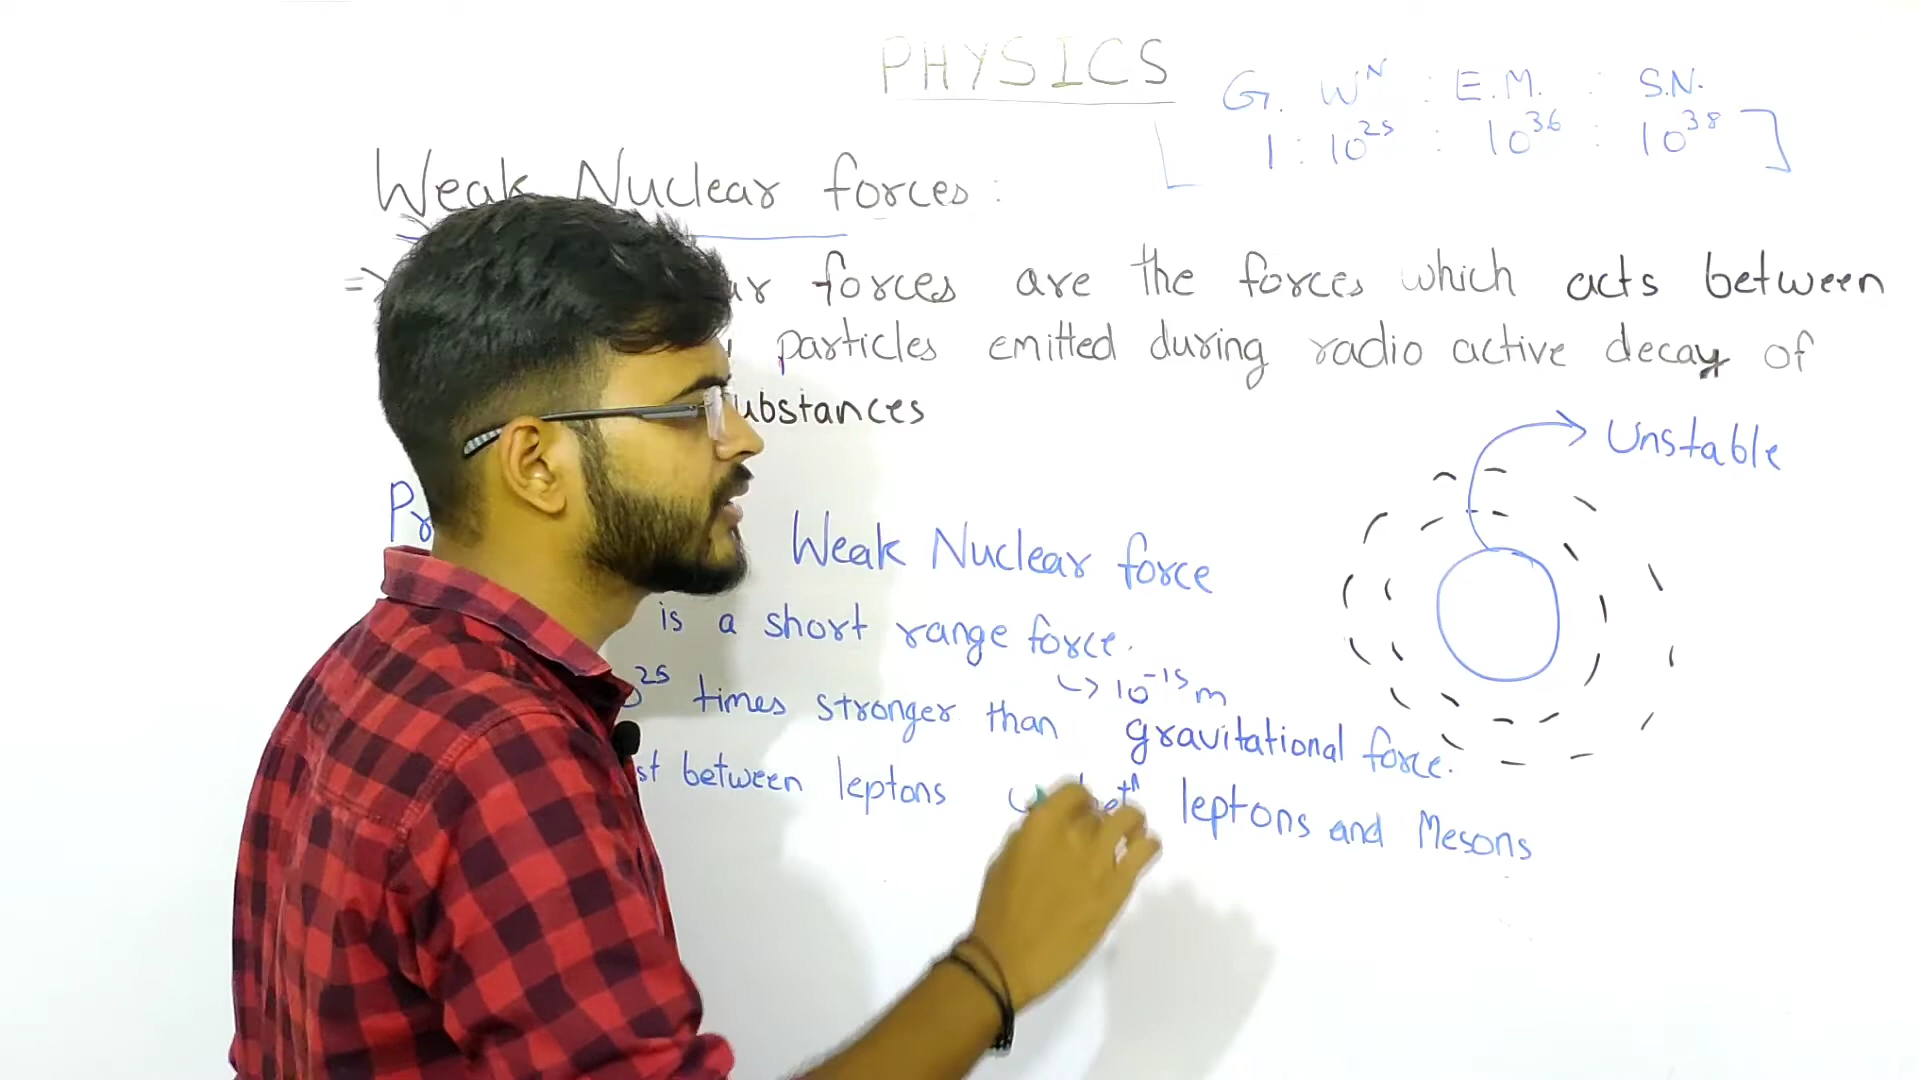 PHYSICS
G. W^N : E.M. : S.N.
1 : 10^25 : 10^36 : 10^38
Weak Nuclear forces :
=> forces are the forces which acts between
particles emitted during radio active decay of
ubstances
Unstable
Pr Weak Nuclear force
is a short range force.
↳ 10^-15 m
25 times stronger than gravitational force.
st between leptons leptons and Mesons